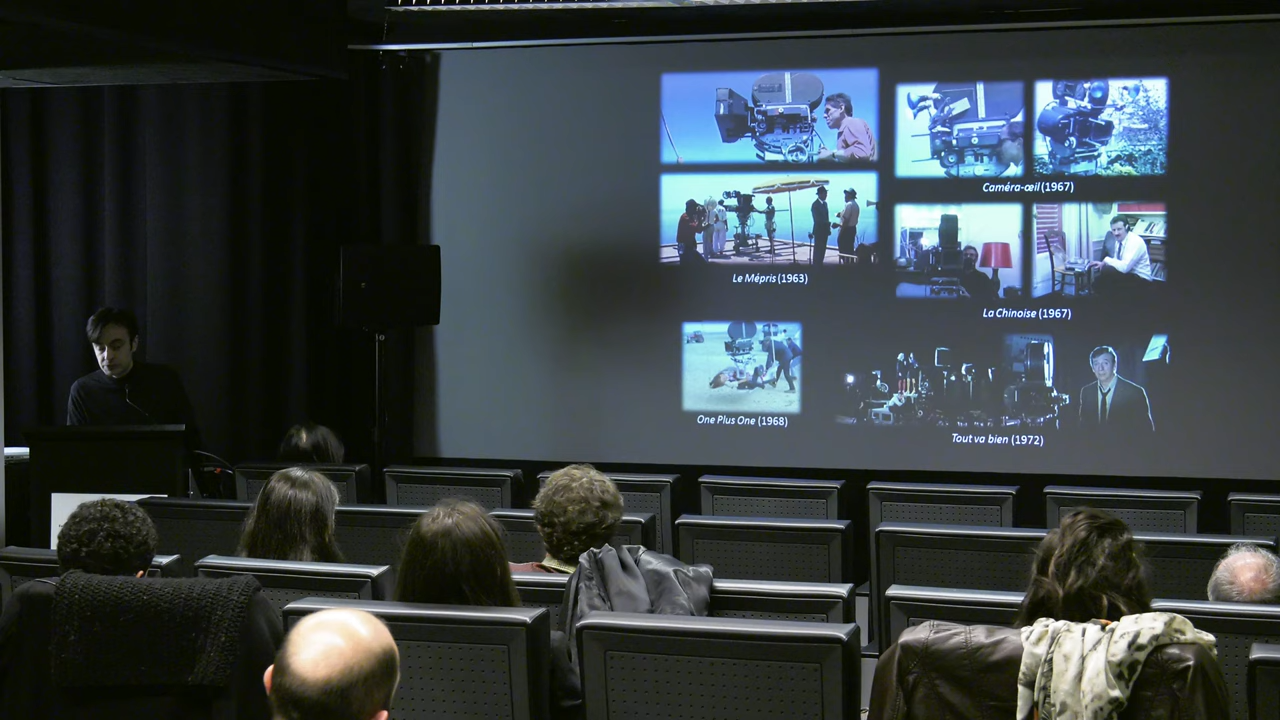 Caméra-œil (1967)
Le Mépris (1963)
La Chinoise (1967)
One Plus One (1968)
Tout va bien (1972)